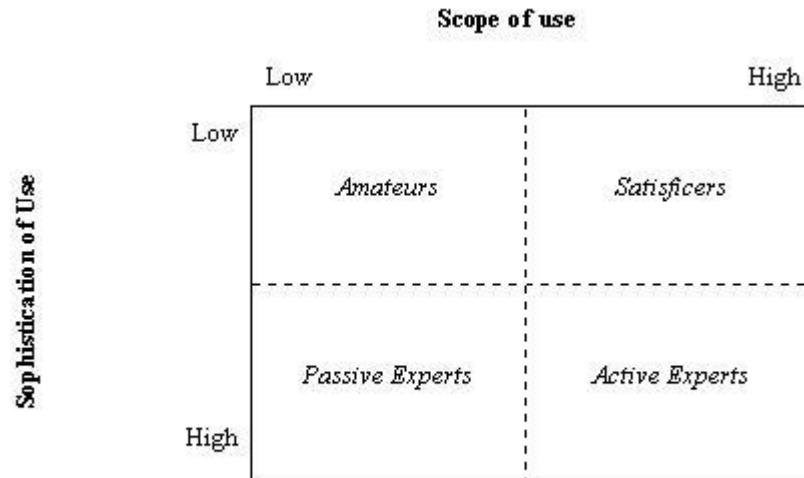 Scope of use
Low High
Low
Amateurs Satisficers
Sophistication of Use
Passive Experts Active Experts
High